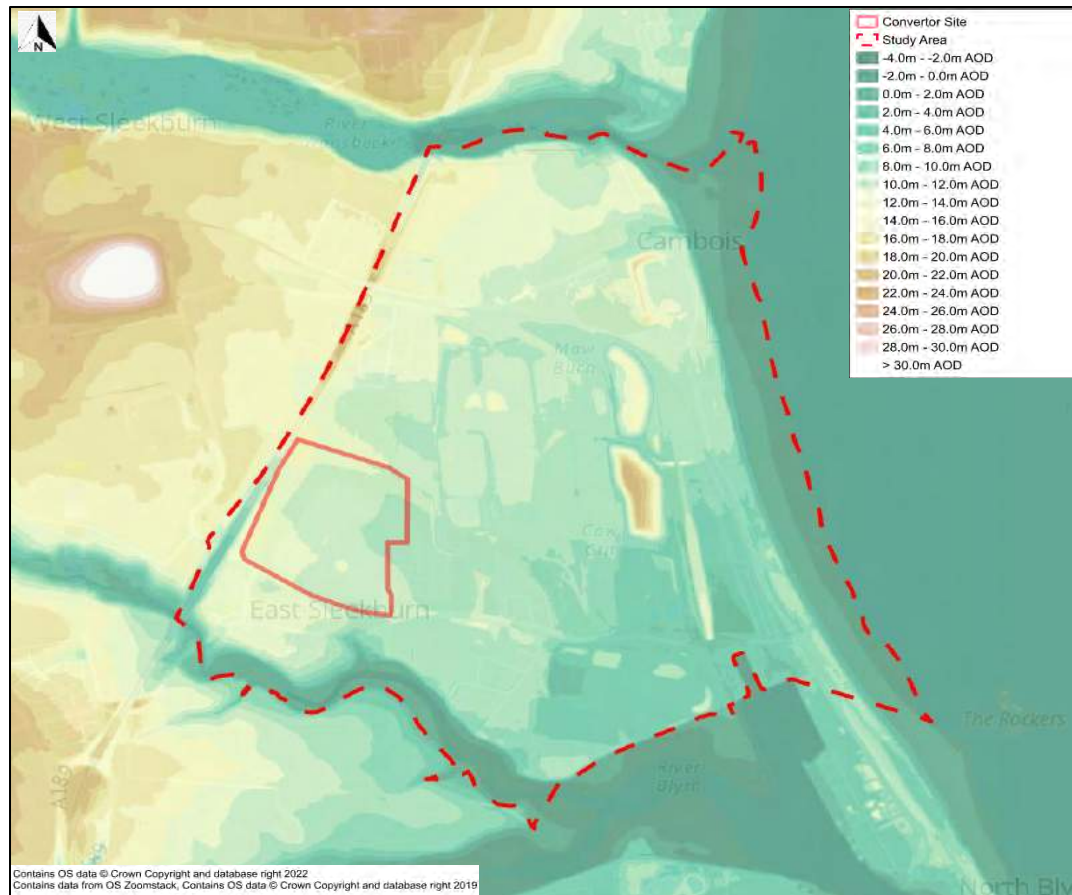 N
Convertor Site
Study Area
-4.0m - -2.0m AOD
-2.0m - 0.0m AOD
0.0m - 2.0m AOD
2.0m - 4.0m AOD
4.0m - 6.0m AOD
6.0m - 8.0m AOD
8.0m - 10.0m AOD
10.0m - 12.0m AOD
12.0m - 14.0m AOD
14.0m - 16.0m AOD
16.0m - 18.0m AOD
18.0m - 20.0m AOD
20.0m - 22.0m AOD
22.0m - 24.0m AOD
24.0m - 26.0m AOD
26.0m - 28.0m AOD
28.0m - 30.0m AOD
> 30.0m AOD
West Sleekburn
River
Cambois
Maw
Burn
East Sleekburn
The Rockers
River
Blyth
A189
North Bly
Contains OS data © Crown Copyright and database right 2022
Contains data from OS Zoomstack, Contains OS data © Crown Copyright and database right 2019